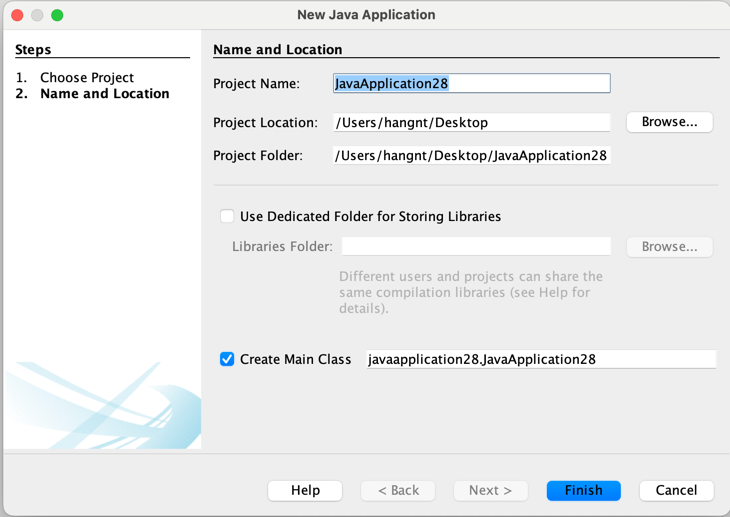 New Java Application
Steps
1. Choose Project
2. Name and Location
Name and Location
Project Name: JavaApplication28
Project Location: /Users/hangnt/Desktop Browse...
Project Folder: /Users/hangnt/Desktop/JavaApplication28
Use Dedicated Folder for Storing Libraries
Libraries Folder: Browse...
Different users and projects can share the
same compilation libraries (see Help for
details).
Create Main Class javaapplication28.JavaApplication28
Help < Back Next > Finish Cancel